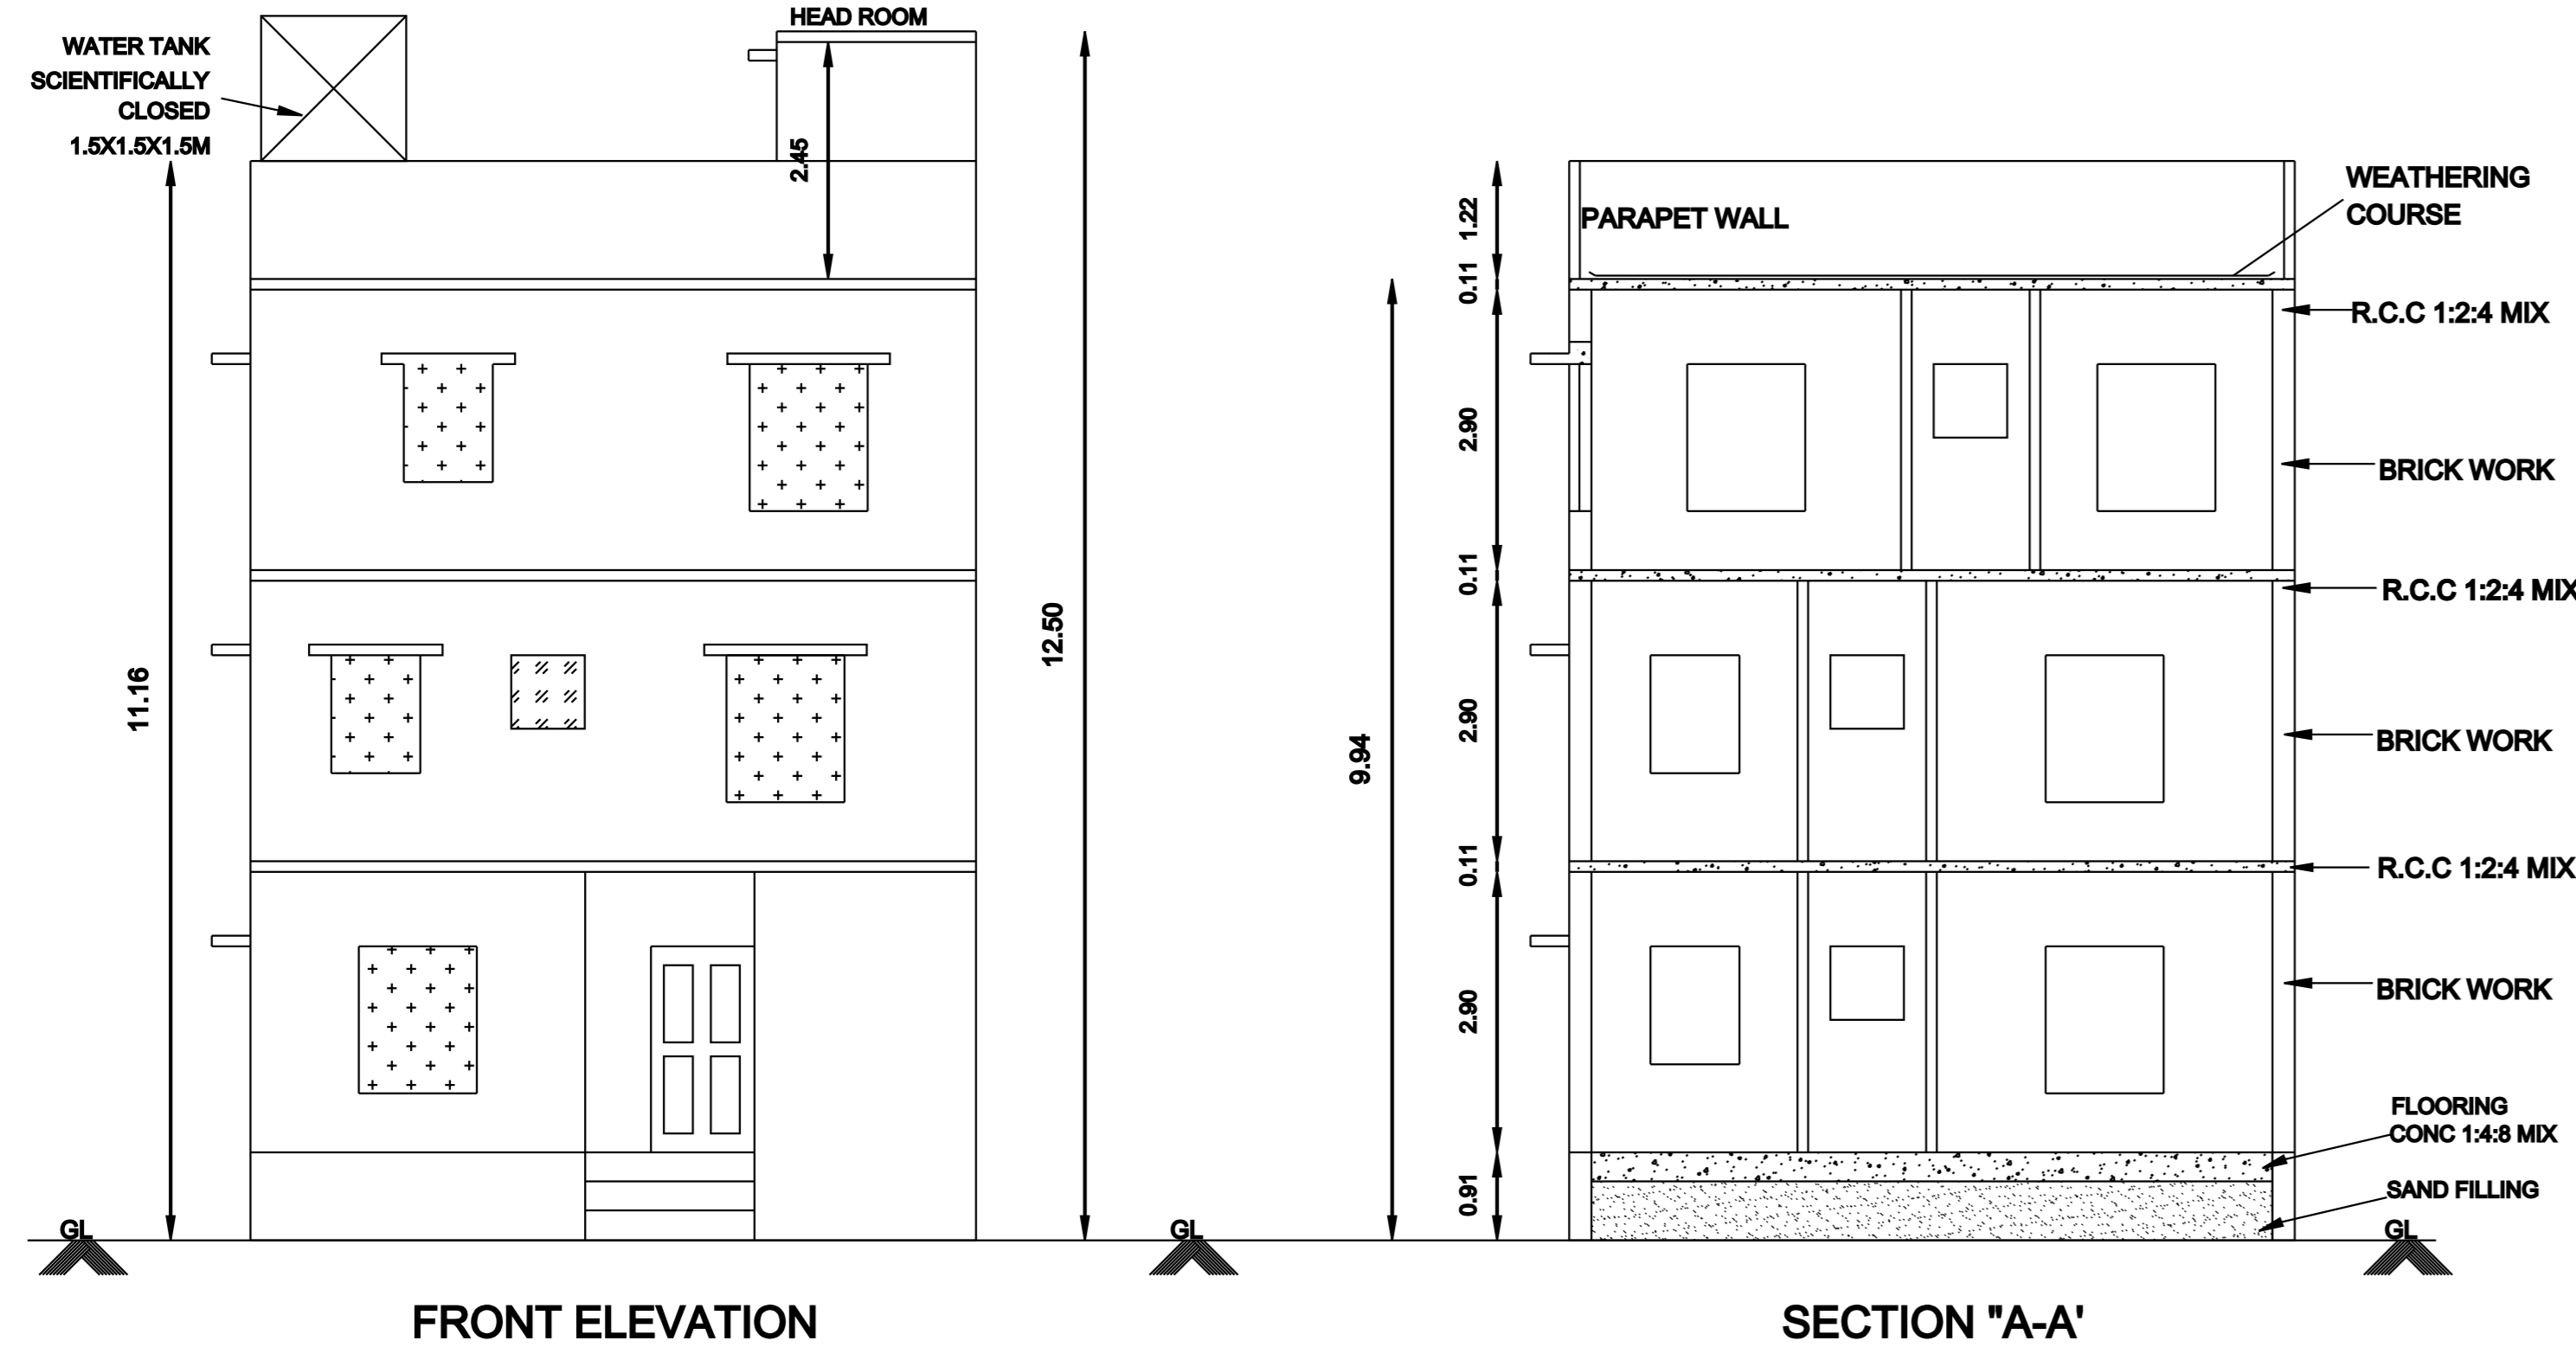 HEAD ROOM
WATER TANK
SCIENTIFICALLY
CLOSED
1.5X1.5X1.5M
2.45
11.16
12.50
GL
GL
FRONT ELEVATION
PARAPET WALL
WEATHERING
COURSE
1.22
0.11
R.C.C 1:2:4 MIX
2.90
BRICK WORK
0.11
R.C.C 1:2:4 MIX
2.90
BRICK WORK
9.94
0.11
R.C.C 1:2:4 MIX
2.90
BRICK WORK
FLOORING
CONC 1:4:8 MIX
0.91
SAND FILLING
GL
SECTION "A-A'